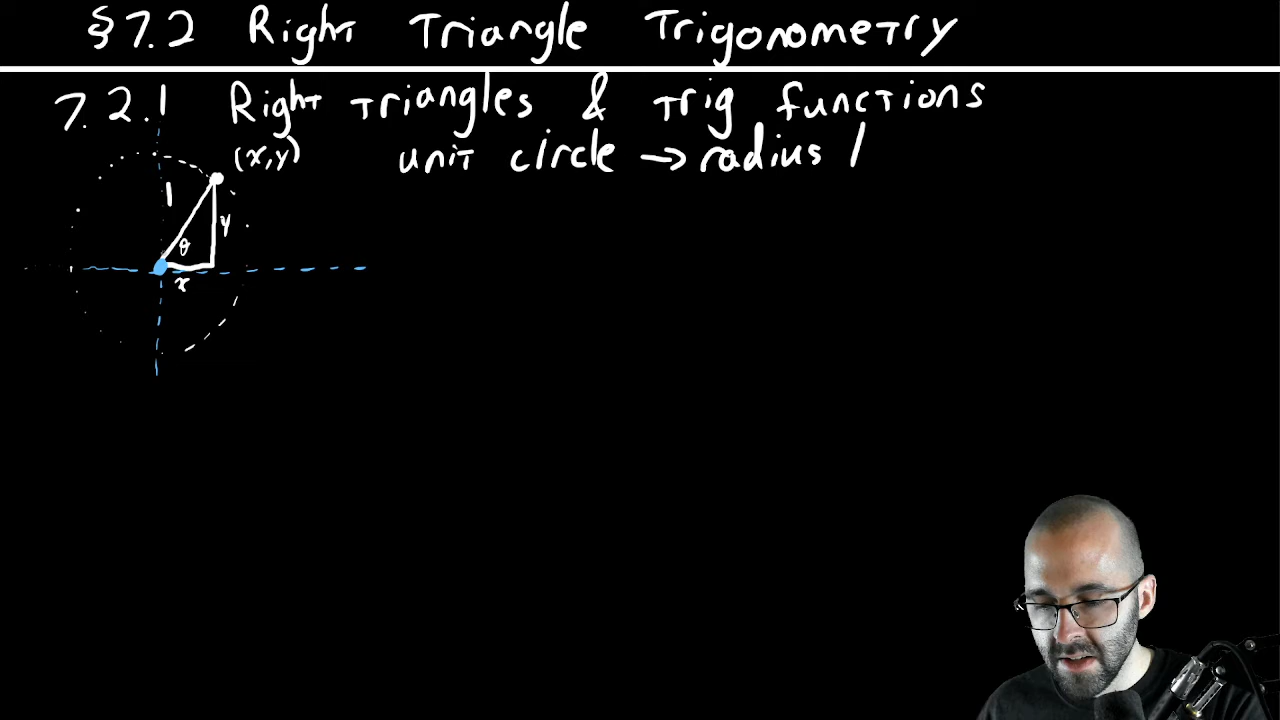 § 7.2 Right Triangle Trigonometry
7.2.1 Right triangles & trig functions
(x,y) unit circle → radius 1
1
y
θ
x